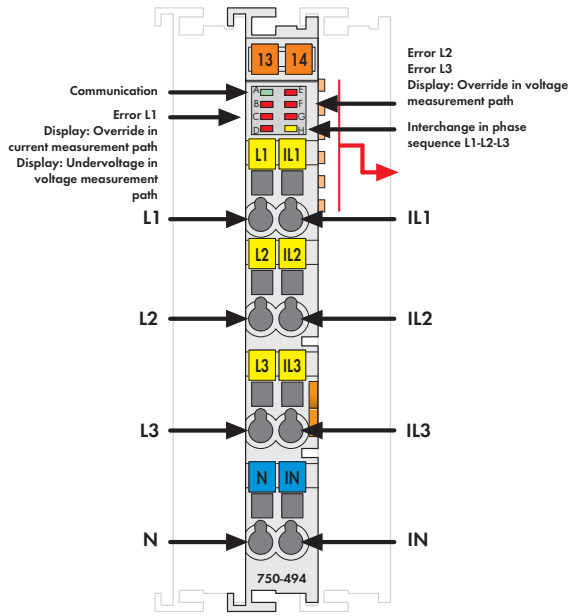 13 14
Communication
Error L1
Display: Override in
current measurement path
Display: Undervoltage in
voltage measurement
path
A E
B F
C G
D H
Error L2
Error L3
Display: Override in voltage
measurement path
Interchange in phase
sequence L1-L2-L3
L1 IL1
L1 IL1
L2 IL2
L2 IL2
L3 IL3
L3 IL3
N IN
N IN
750-494